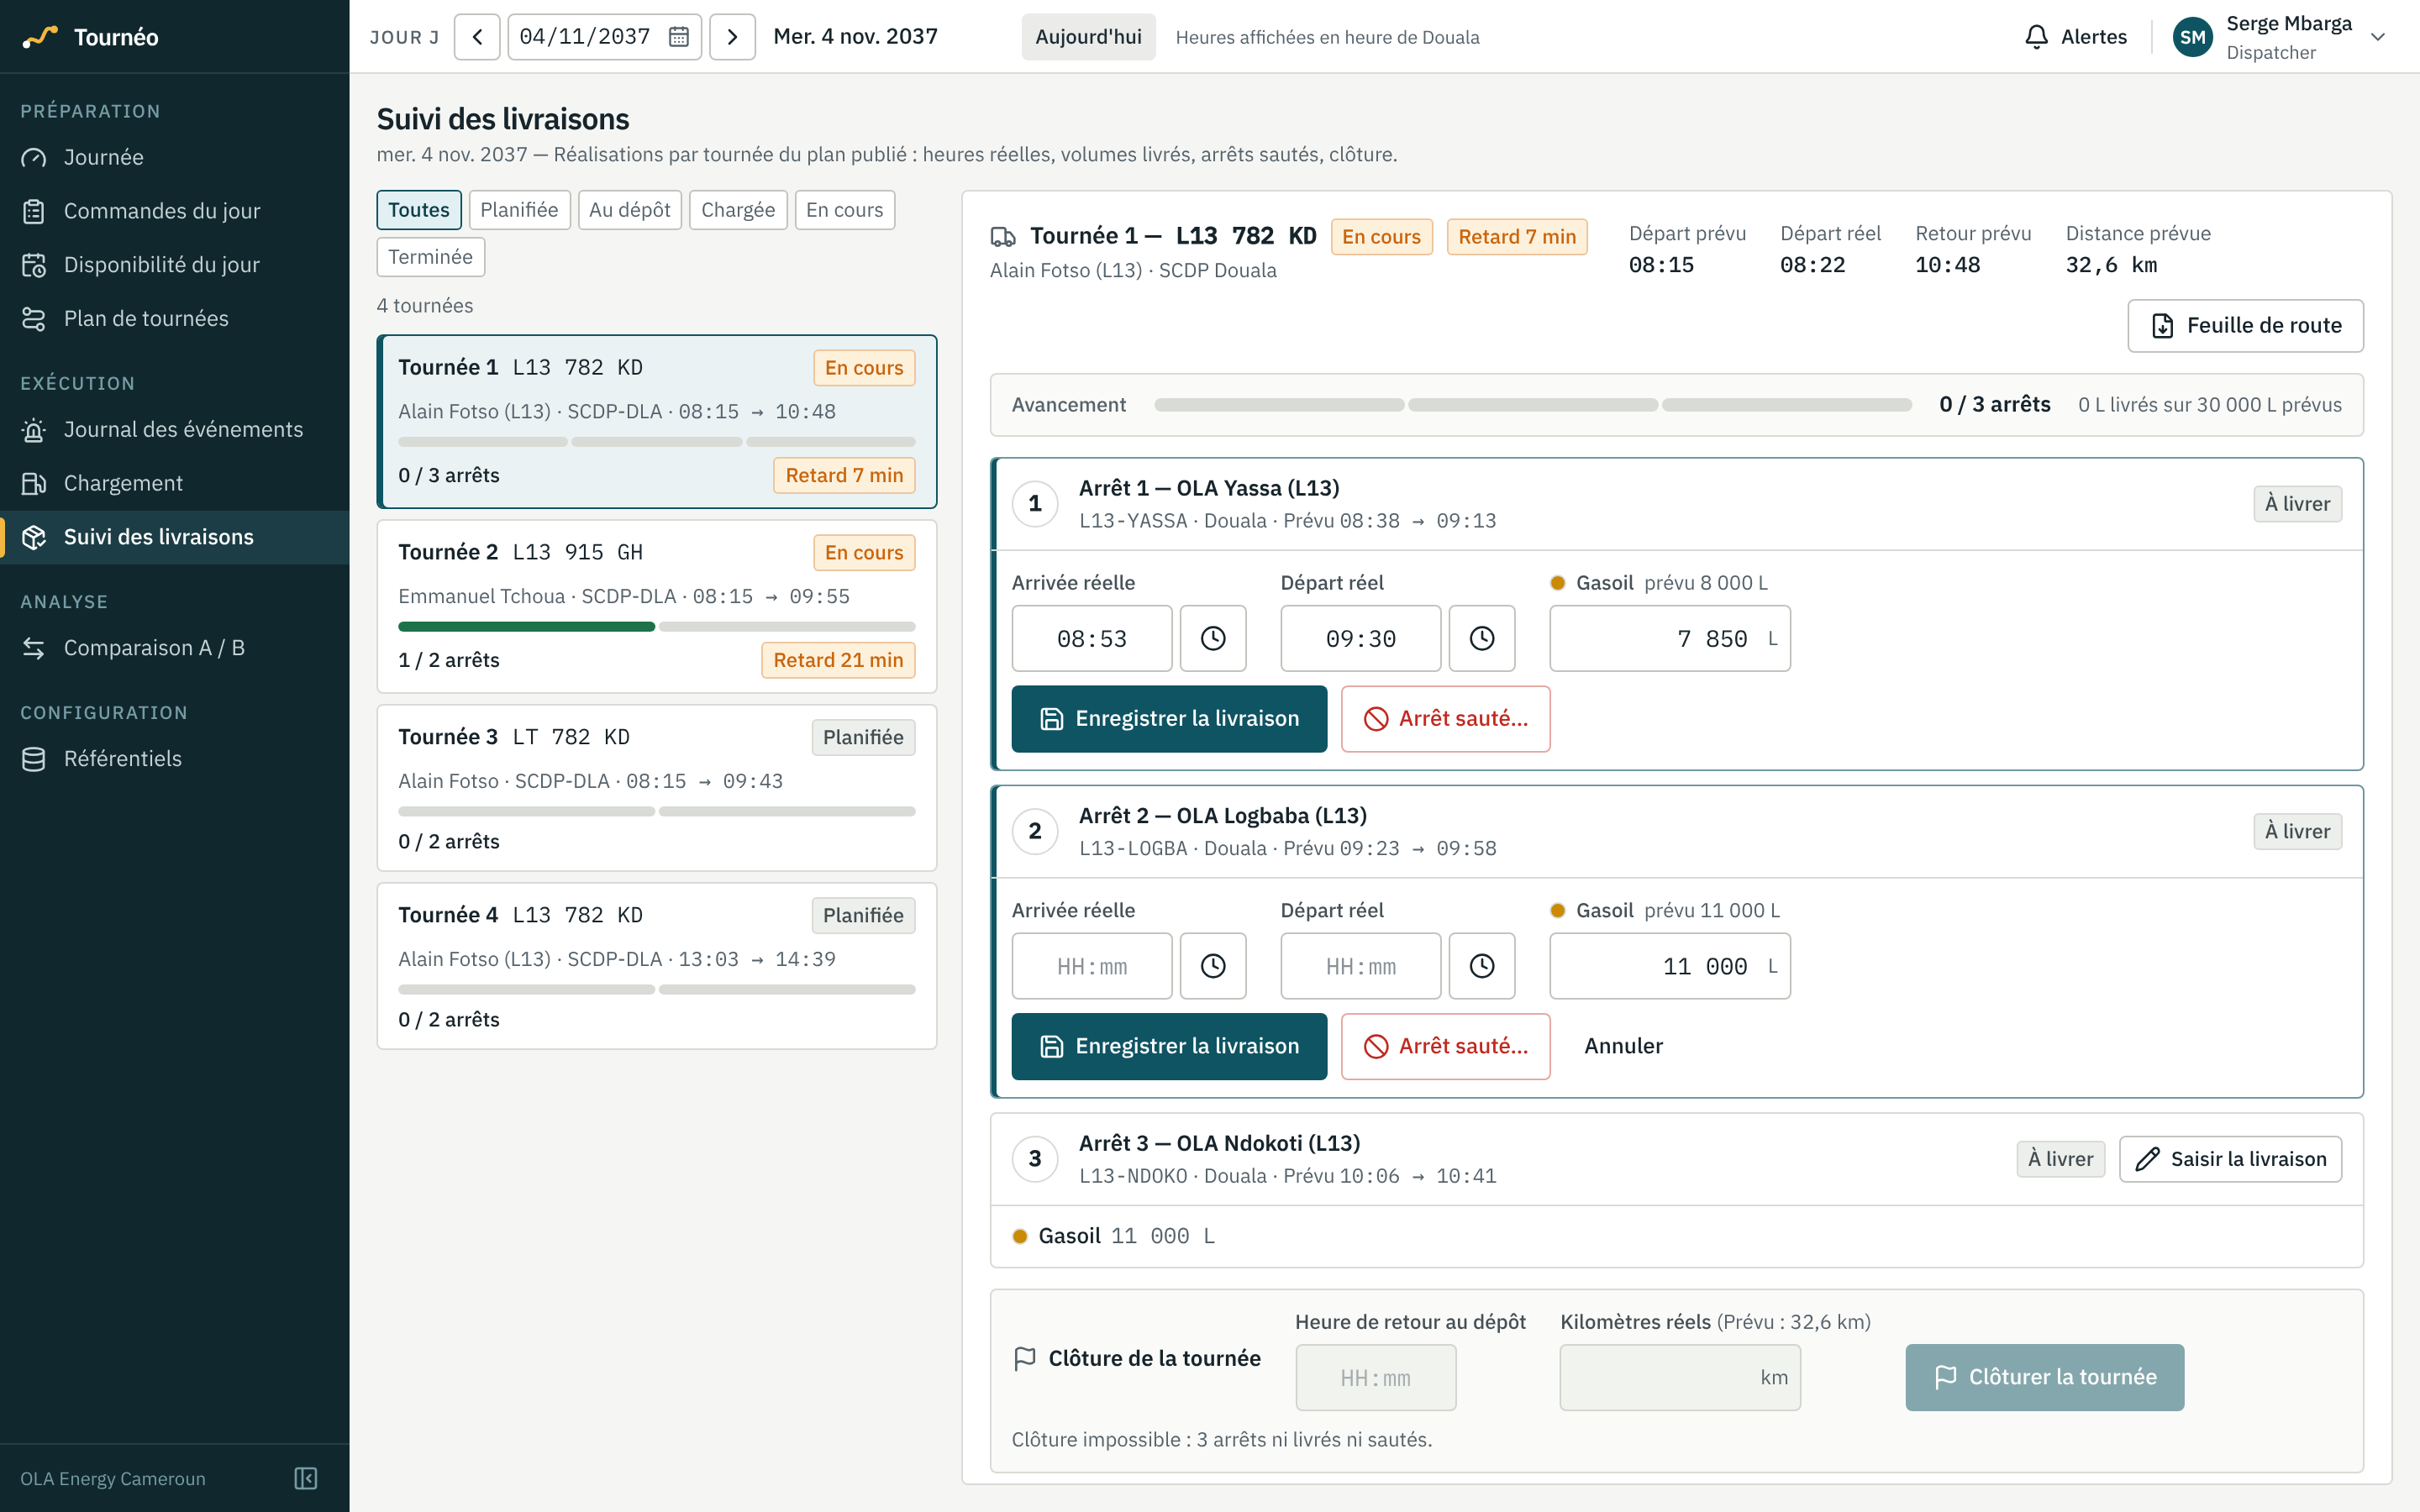 Tournéo
JOUR J
04/11/2037
Mer. 4 nov. 2037
Aujourd'hui
Heures affichées en heure de Douala
Alertes
SM
Serge Mbarga
Dispatcher
PRÉPARATION
Journée
Commandes du jour
Disponibilité du jour
Plan de tournées
EXÉCUTION
Journal des événements
Chargement
Suivi des livraisons
ANALYSE
Comparaison A / B
CONFIGURATION
Référentiels
OLA Energy Cameroun
Suivi des livraisons
mer. 4 nov. 2037 — Réalisations par tournée du plan publié : heures réelles, volumes livrés, arrêts sautés, clôture.
Toutes
Planifiée
Au dépôt
Chargée
En cours
Terminée
4 tournées
Tournée 1 L13 782 KD
En cours
Alain Fotso (L13) · SCDP-DLA · 08:15 → 10:48
0 / 3 arrêts
Retard 7 min
Tournée 2 L13 915 GH
En cours
Emmanuel Tchoua · SCDP-DLA · 08:15 → 09:55
1 / 2 arrêts
Retard 21 min
Tournée 3 LT 782 KD
Planifiée
Alain Fotso · SCDP-DLA · 08:15 → 09:43
0 / 2 arrêts
Tournée 4 L13 782 KD
Planifiée
Alain Fotso (L13) · SCDP-DLA · 13:03 → 14:39
0 / 2 arrêts
Tournée 1 — L13 782 KD
En cours
Retard 7 min
Alain Fotso (L13) · SCDP Douala
Départ prévu
08:15
Départ réel
08:22
Retour prévu
10:48
Distance prévue
32,6 km
Feuille de route
Avancement
0 / 3 arrêts
0 L livrés sur 30 000 L prévus
1
Arrêt 1 — OLA Yassa (L13)
L13-YASSA · Douala · Prévu 08:38 → 09:13
À livrer
Arrivée réelle
Départ réel
Gasoil prévu 8 000 L
08:53
09:30
7 850 L
Enregistrer la livraison
Arrêt sauté...
2
Arrêt 2 — OLA Logbaba (L13)
L13-LOGBA · Douala · Prévu 09:23 → 09:58
À livrer
Arrivée réelle
Départ réel
Gasoil prévu 11 000 L
HH:mm
HH:mm
11 000 L
Enregistrer la livraison
Arrêt sauté...
Annuler
3
Arrêt 3 — OLA Ndokoti (L13)
L13-NDOKO · Douala · Prévu 10:06 → 10:41
À livrer
Saisir la livraison
Gasoil 11 000 L
Clôture de la tournée
Heure de retour au dépôt
HH:mm
Kilomètres réels (Prévu : 32,6 km)
km
Clôturer la tournée
Clôture impossible : 3 arrêts ni livrés ni sautés.